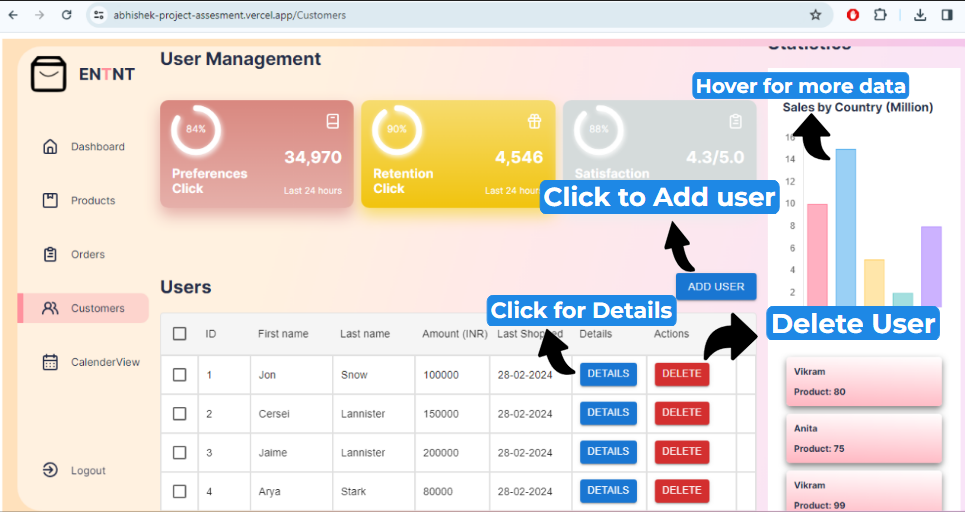 abhishek-project-assesment.vercel.app/Customers
ENTNT
Dashboard
Products
Orders
Customers
CalenderView
Logout
User Management
84%
34,970
Preferences
Click
Last 24 hours
90%
4,546
Retention
Click
Last 24 hours
88%
4.3/5.0
Satisfaction
Click to Add user
Users
ADD USER
Click for Details
ID First name Last name Amount (INR) Last Shopped Details Actions
1 Jon Snow 100000 28-02-2024 DETAILS DELETE
2 Cersei Lannister 150000 28-02-2024 DETAILS DELETE
3 Jaime Lannister 200000 28-02-2024 DETAILS DELETE
4 Arya Stark 80000 28-02-2024 DETAILS DELETE
Statistics
Hover for more data
Sales by Country (Million)
16
14
12
10
8
6
4
2
Delete User
Vikram
Product: 80
Anita
Product: 75
Vikram
Product: 99